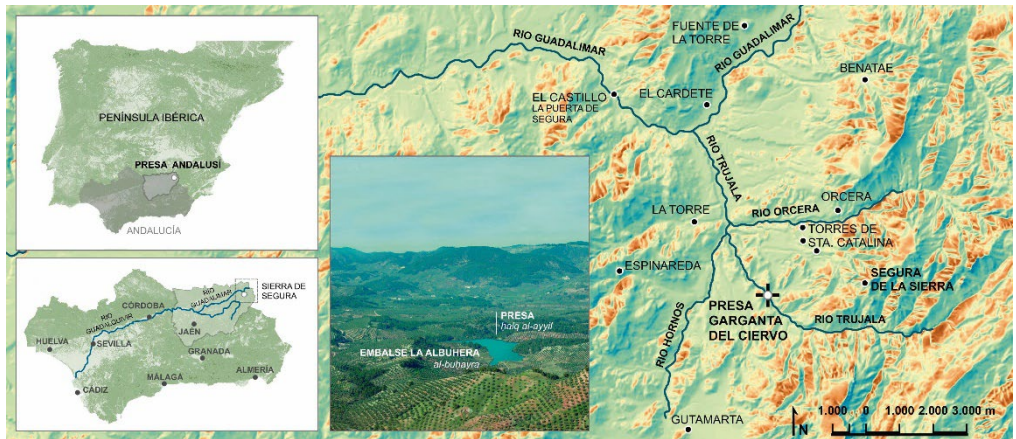 PENÍNSULA IBÉRICA
PRESA ANDALUSÍ
ANDALUCÍA
SIERRA DE
SEGURA
RIO
GUADALIMAR
CÓRDOBA
RIO
GUADALQUIVIR
JAÉN
HUELVA
SEVILLA
GRANADA
CÁDIZ
MÁLAGA
ALMERÍA
PRESA
halq al-ayyil
EMBALSE LA ALBUHERA
al-buhayra
RIO GUADALIMAR
FUENTE DE
LA TORRE
RIO GUADALIMAR
BENATAE
EL CASTILLO
LA PUERTA DE
SEGURA
EL CARDETE
RIO TRUJALA
ORCERA
LA TORRE
RIO ORCERA
TORRES DE
STA. CATALINA
ESPINAREDA
SEGURA
DE LA SIERRA
PRESA
GARGANTA
DEL CIERVO
RIO TRUJALA
RIO HORNOS
GUTAMARTA
N
1.000 0 1.000 2.000 3.000 m